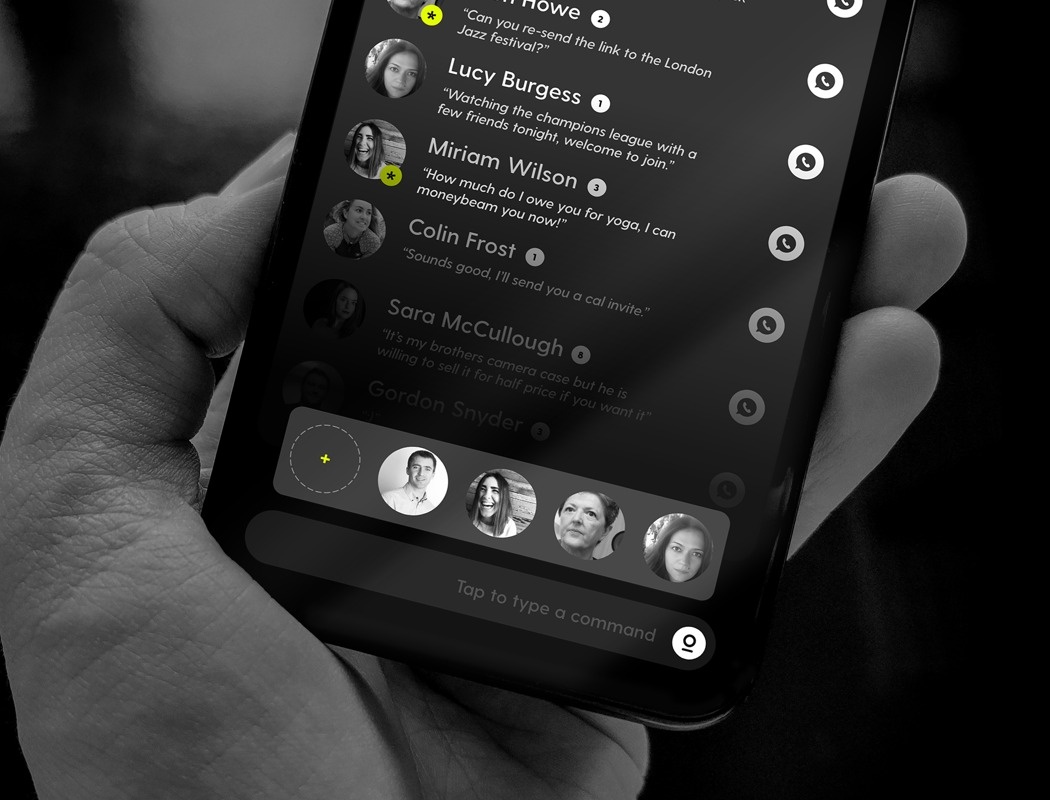 Howe 2
“Can you re-send the link to the London
Jazz festival?”
Lucy Burgess 1
“Watching the champions league with a
few friends tonight, welcome to join.”
Miriam Wilson 3
“How much do I owe you for yoga, I can
moneybeam you now!”
Colin Frost 1
“Sounds good, I’ll send you a cal invite.”
Sara McCullough 8
“It’s my brothers camera case but he is
willing to sell it for half price if you want it”
Gordon Snyder
+
Tap to type a command